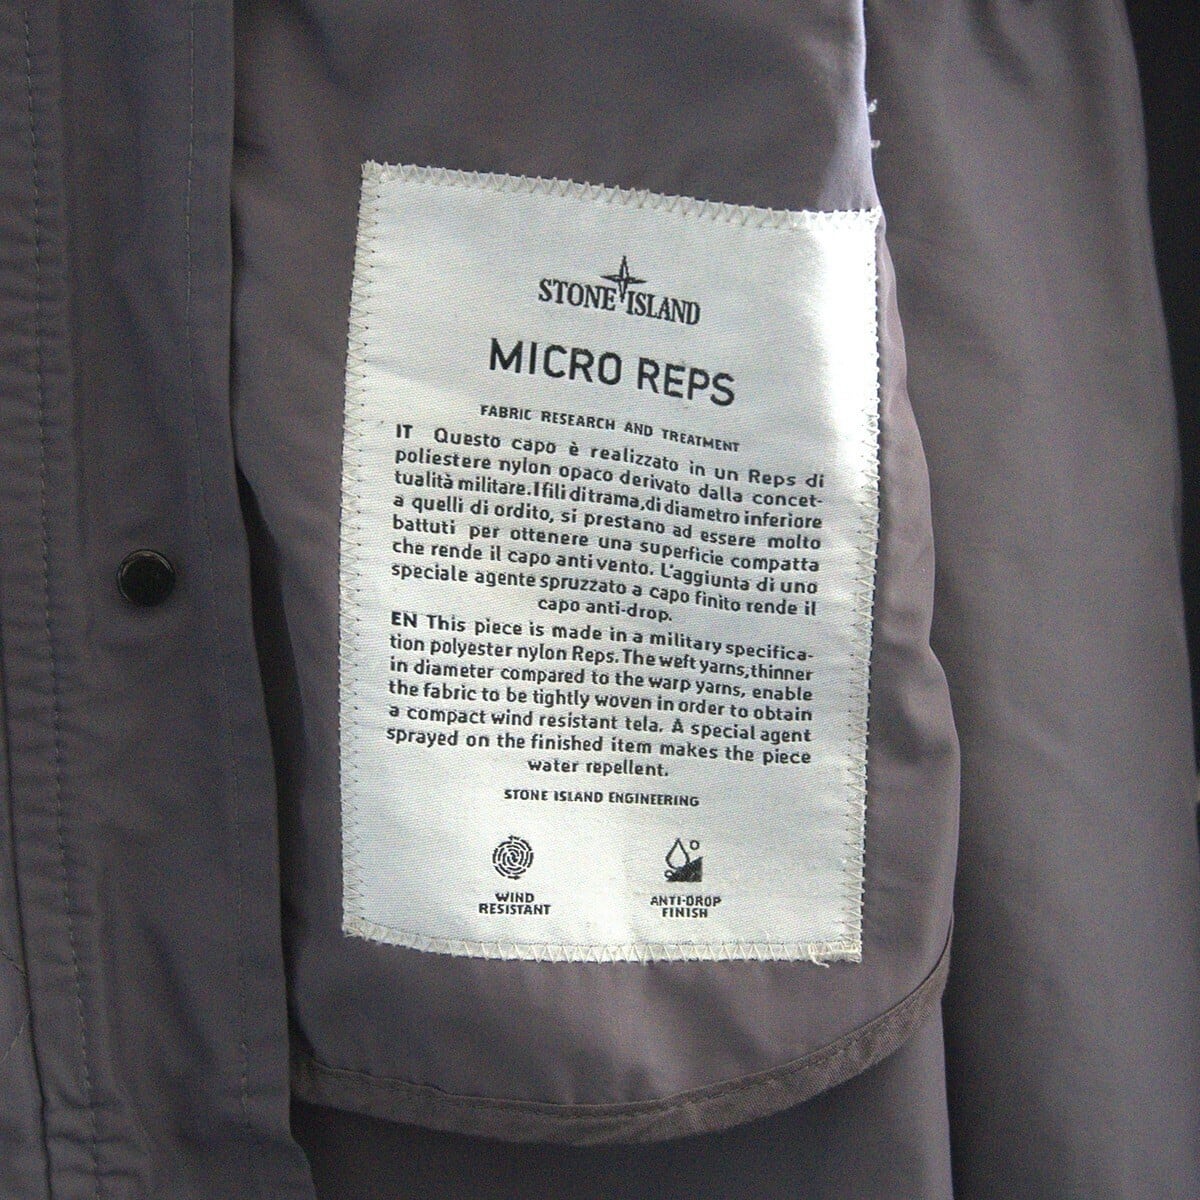 STONE ISLAND
MICRO REPS
FABRIC RESEARCH AND TREATMENT
IT Questo capo è realizzato in un Reps di
poliestere nylon opaco derivato dalla concet-
tualità militare. I fili di trama, di diametro inferiore
a quelli di ordito, si prestano ad essere molto
battuti per ottenere una superficie compatta
che rende il capo antivento. L'aggiunta di uno
speciale agente spruzzato a capo finito rende il
capo anti-drop.
EN This piece is made in a military specifica-
tion polyester nylon Reps. The weft yarns, thinner
in diameter compared to the warp yarns, enable
the fabric to be tightly woven in order to obtain
a compact wind resistant tela. A special agent
sprayed on the finished item makes the piece
water repellent.
STONE ISLAND ENGINEERING
WIND
RESISTANT
ANTI-DROP
FINISH